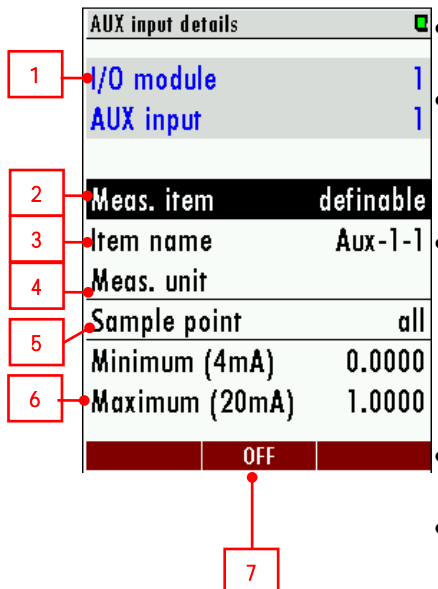 AUX input details
1 I/O module 1
AUX input 1
2 Meas. item definable
3 Item name Aux-1-1
4 Meas. unit
5 Sample point all
Minimum (4mA) 0.0000
6 Maximum (20mA) 1.0000
OFF
7